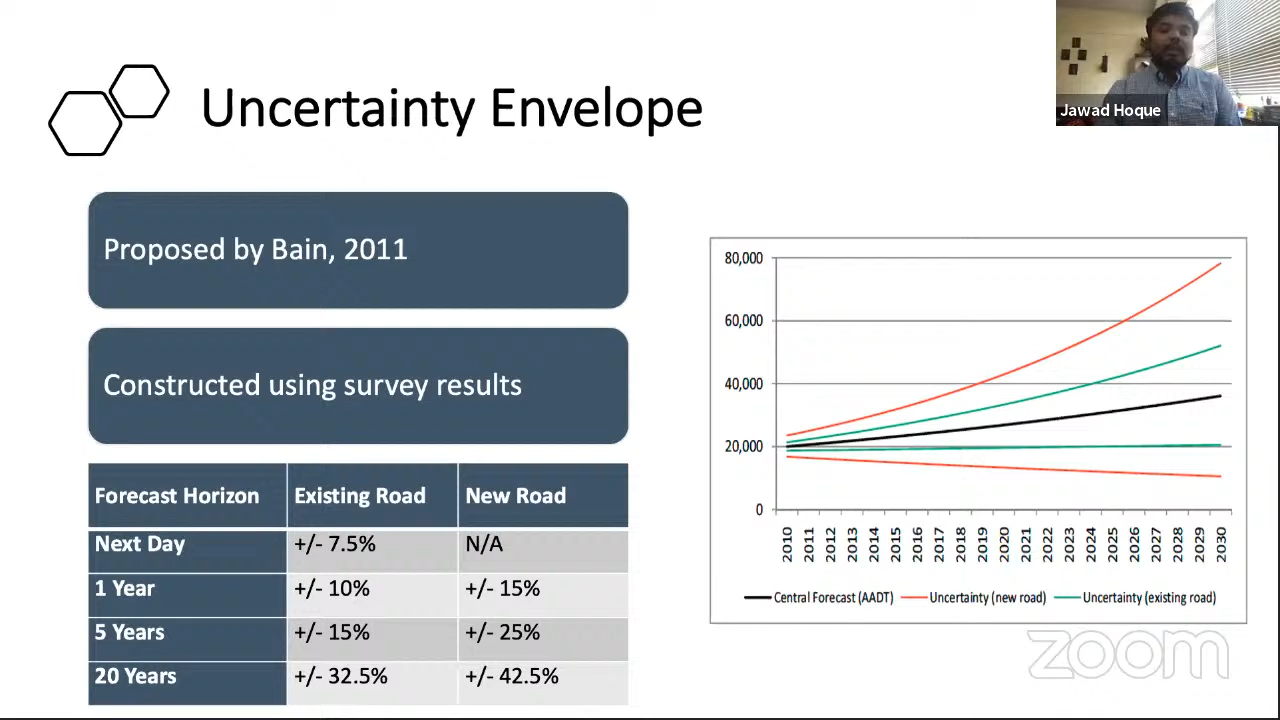 Jawad Hoque
Uncertainty Envelope
Proposed by Bain, 2011
Constructed using survey results
Forecast Horizon Existing Road New Road
Next Day +/- 7.5% N/A
1 Year +/- 10% +/- 15%
5 Years +/- 15% +/- 25%
20 Years +/- 32.5% +/- 42.5%
80,000
60,000
40,000
20,000
0
2010 2011 2012 2013 2014 2015 2016 2017 2018 2019 2020 2021 2022 2023 2024 2025 2026 2027 2028 2029 2030
Central Forecast (AADT) Uncertainty (new road) Uncertainty (existing road)
zoom